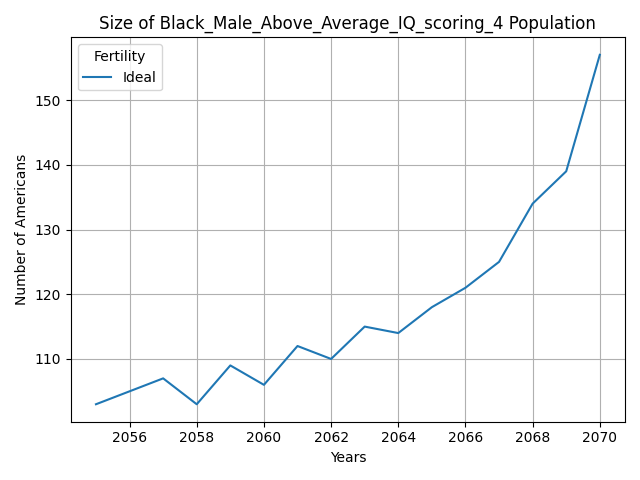 Size of Black_Male_Above_Average_IQ_scoring_4 Population
Fertility
Ideal
Number of Americans
150
140
130
120
110
2056 2058 2060 2062 2064 2066 2068 2070
Years